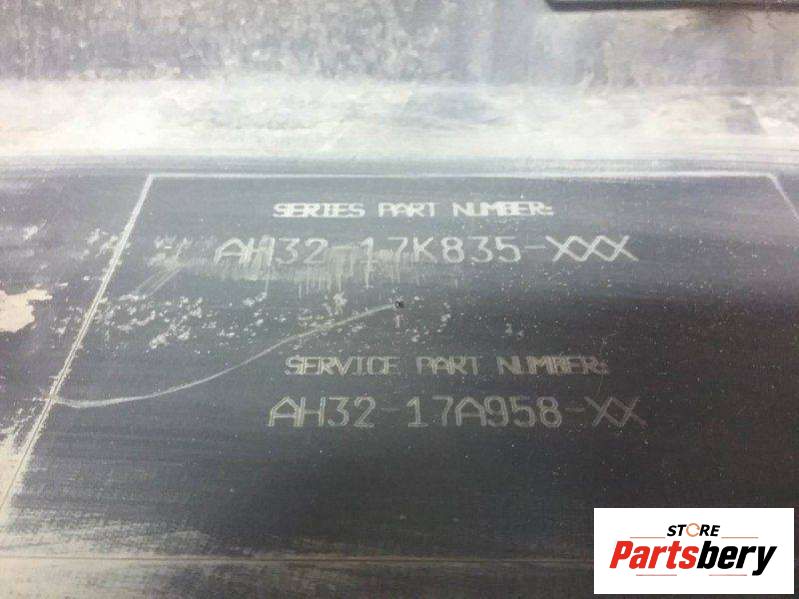 SERIES PART NUMBER:
AH32-17K835-XXX
SERVICE PART NUMBER:
AH32-17A958-XX
STORE
Partsbery